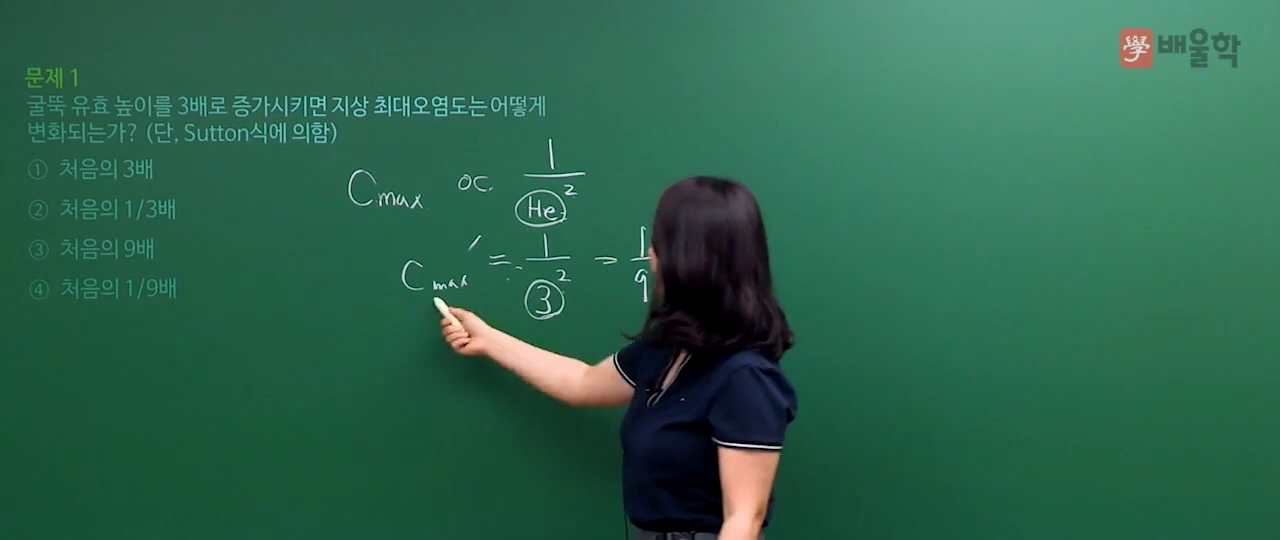 學 배울학
문제 1
굴뚝 유효 높이를 3배로 증가시키면 지상 최대오염도는 어떻게
변화되는가? (단, Sutton식에 의함)
① 처음의 3배
② 처음의 1/3배
③ 처음의 9배
④ 처음의 1/9배
Cmax ∝ 1/He²
Cmax' = 1/3² → 1/9